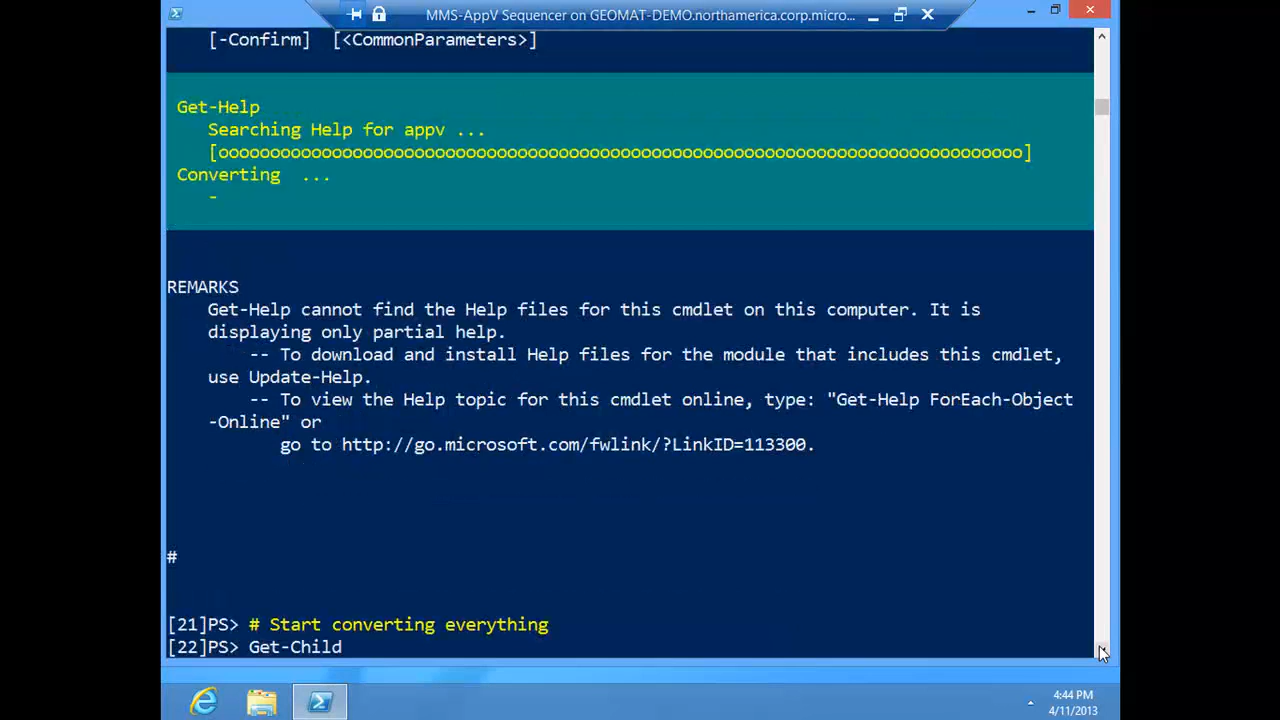 MMS-AppV Sequencer on GEOMAT-DEMO.northamerica.corp.micro...
[-Confirm] [<CommonParameters>]
Get-Help
Searching Help for appv ...
[oooooooooooooooooooooooooooooooooooooooooooooooooooooooooooooooooooooooooooooo]
Converting ...
-
REMARKS
Get-Help cannot find the Help files for this cmdlet on this computer. It is
displaying only partial help.
-- To download and install Help files for the module that includes this cmdlet,
use Update-Help.
-- To view the Help topic for this cmdlet online, type: "Get-Help ForEach-Object
-Online" or
go to http://go.microsoft.com/fwlink/?LinkID=113300.
#
[21]PS> # Start converting everything
[22]PS> Get-Child
4:44 PM
4/11/2013